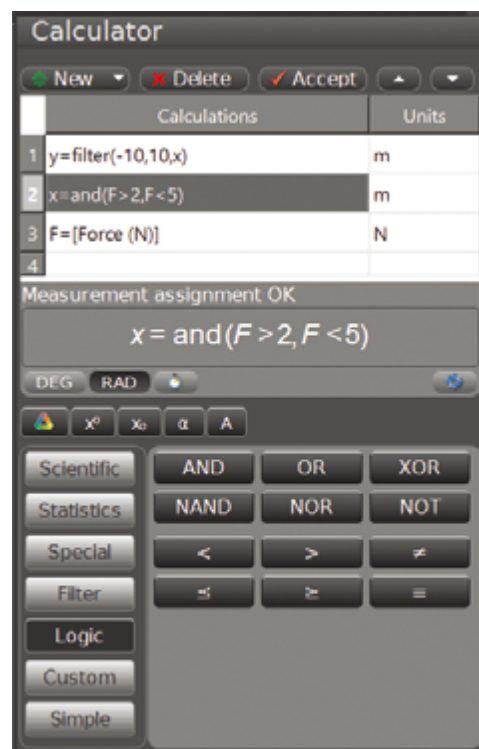 Calculator
New Delete Accept
Calculations Units
1 y=filter(-10,10,x) m
2 x=and(F>2,F<5) m
3 F=[Force (N)] N
4
Measurement assignment OK
x = and(F >2, F <5)
DEG RAD
α A
Scientific AND OR XOR
Statistics NAND NOR NOT
Special < > ≠
Filter ≤ ≥ =
Logic
Custom
Simple